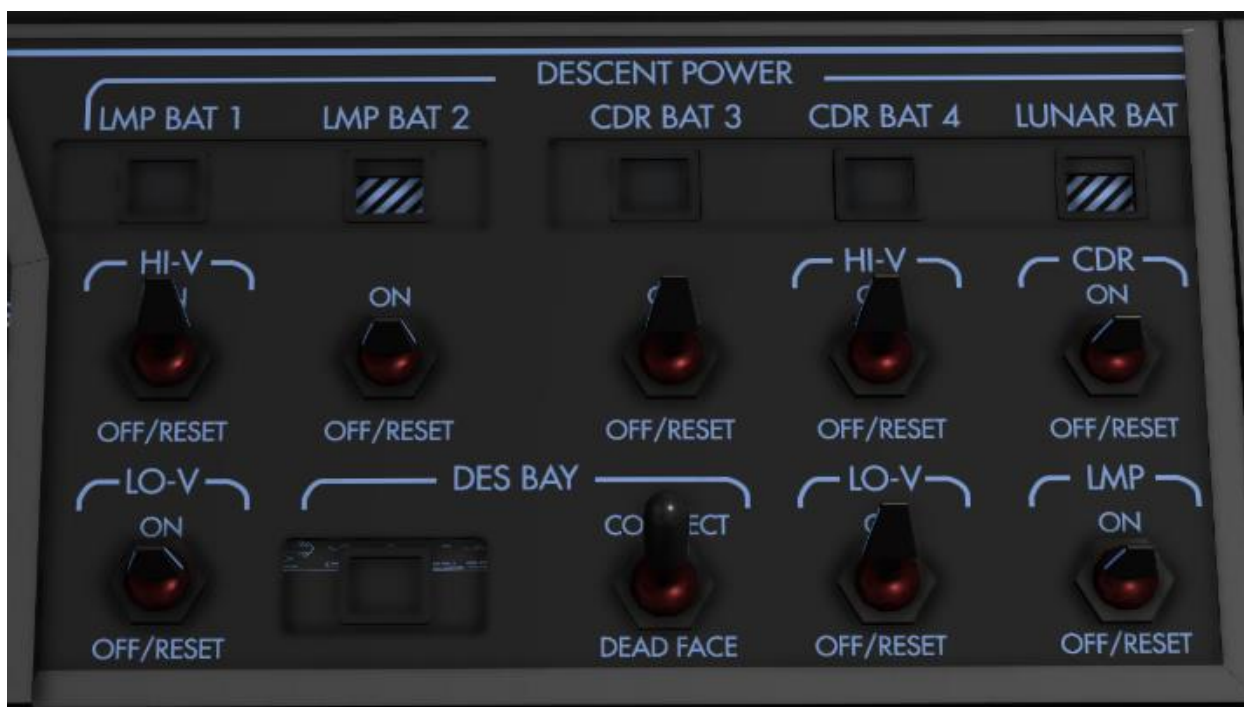 DESCENT POWER
LMP BAT 1 LMP BAT 2 CDR BAT 3 CDR BAT 4 LUNAR BAT
HI-V HI-V CDR
ON ON
OFF/RESET OFF/RESET OFF/RESET OFF/RESET OFF/RESET
LO-V DES BAY LO-V LMP
ON ON
OFF/RESET DEAD FACE OFF/RESET OFF/RESET